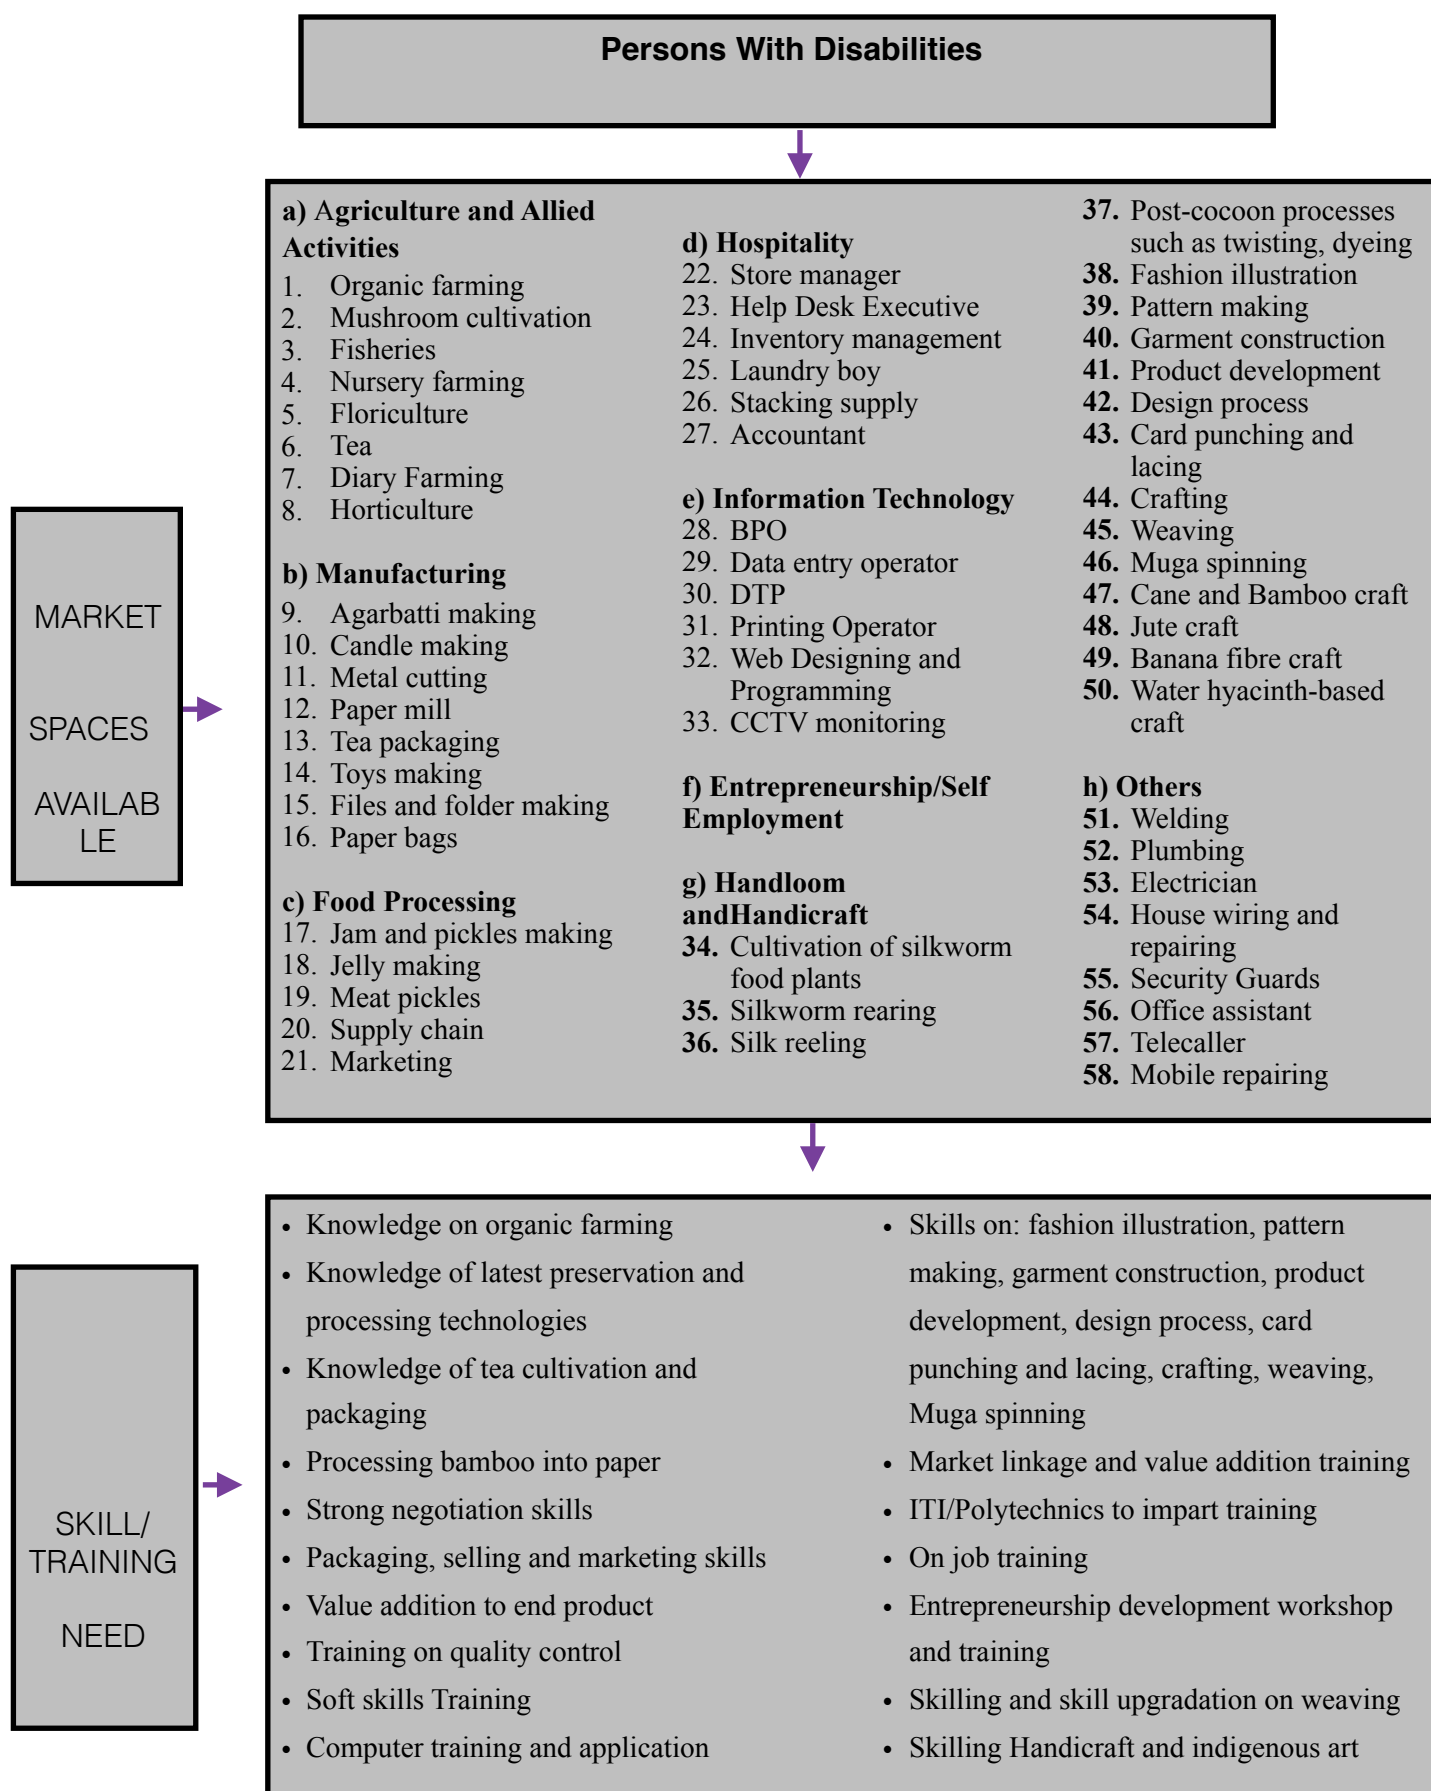 Persons With Disabilities
a) Agriculture and Allied
Activities
1. Organic farming
2. Mushroom cultivation
3. Fisheries
4. Nursery farming
5. Floriculture
6. Tea
7. Diary Farming
8. Horticulture
b) Manufacturing
9. Agarbatti making
10. Candle making
11. Metal cutting
12. Paper mill
13. Tea packaging
14. Toys making
15. Files and folder making
16. Paper bags
c) Food Processing
17. Jam and pickles making
18. Jelly making
19. Meat pickles
20. Supply chain
21. Marketing
d) Hospitality
22. Store manager
23. Help Desk Executive
24. Inventory management
25. Laundry boy
26. Stacking supply
27. Accountant
e) Information Technology
28. BPO
29. Data entry operator
30. DTP
31. Printing Operator
32. Web Designing and
Programming
33. CCTV monitoring
f) Entrepreneurship/Self
Employment
g) Handloom
andHandicraft
34. Cultivation of silkworm
food plants
35. Silkworm rearing
36. Silk reeling
37. Post-cocoon processes
such as twisting, dyeing
38. Fashion illustration
39. Pattern making
40. Garment construction
41. Product development
42. Design process
43. Card punching and
lacing
44. Crafting
45. Weaving
46. Muga spinning
47. Cane and Bamboo craft
48. Jute craft
49. Banana fibre craft
50. Water hyacinth-based
craft
h) Others
51. Welding
52. Plumbing
53. Electrician
54. House wiring and
repairing
55. Security Guards
56. Office assistant
57. Telecaller
58. Mobile repairing
MARKET
SPACES
AVAILAB
LE
• Knowledge on organic farming
• Knowledge of latest preservation and
processing technologies
• Knowledge of tea cultivation and
packaging
• Processing bamboo into paper
• Strong negotiation skills
• Packaging, selling and marketing skills
• Value addition to end product
• Training on quality control
• Soft skills Training
• Computer training and application
• Skills on: fashion illustration, pattern
making, garment construction, product
development, design process, card
punching and lacing, crafting, weaving,
Muga spinning
• Market linkage and value addition training
• ITI/Polytechnics to impart training
• On job training
• Entrepreneurship development workshop
and training
• Skilling and skill upgradation on weaving
• Skilling Handicraft and indigenous art
SKILL/
TRAINING
NEED